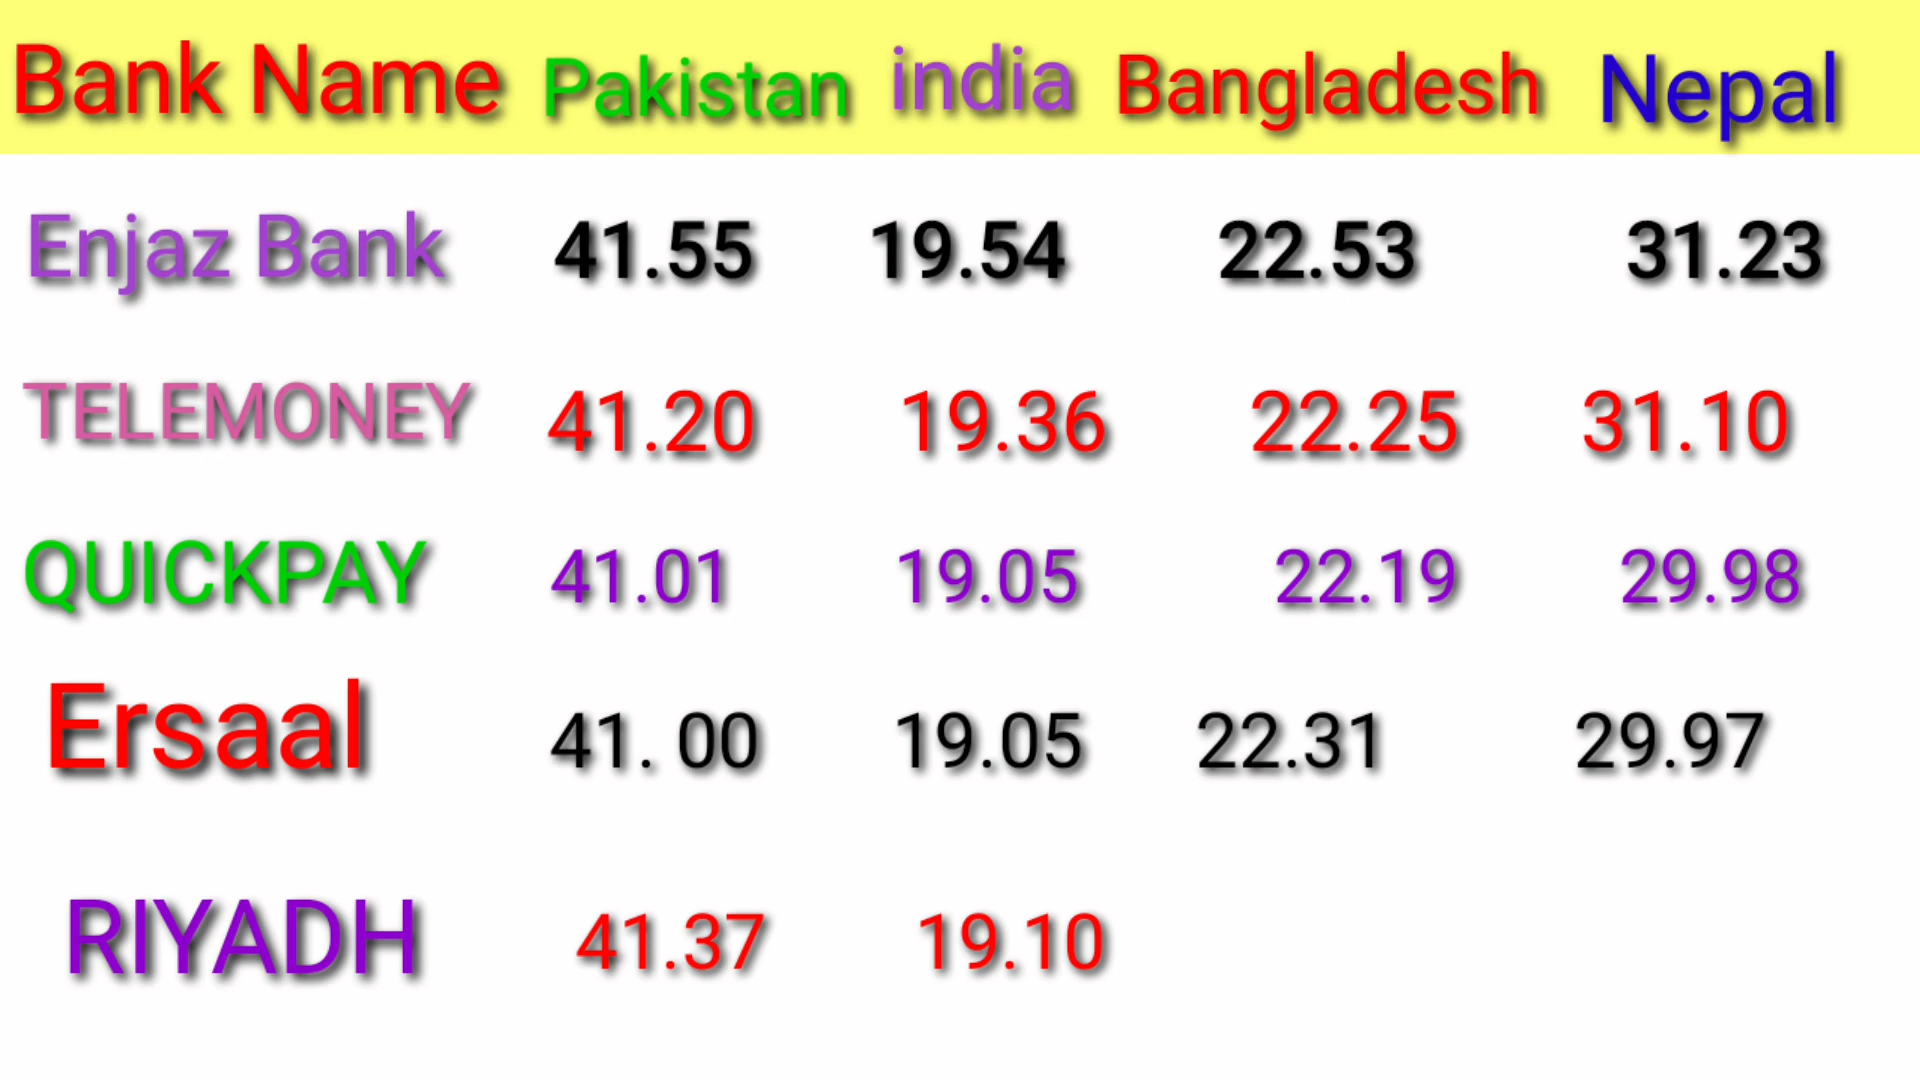 Bank Name Pakistan india Bangladesh Nepal
Enjaz Bank 41.55 19.54 22.53 31.23
TELEMONEY 41.20 19.36 22.25 31.10
QUICKPAY 41.01 19.05 22.19 29.98
Ersaal 41. 00 19.05 22.31 29.97
RIYADH 41.37 19.10